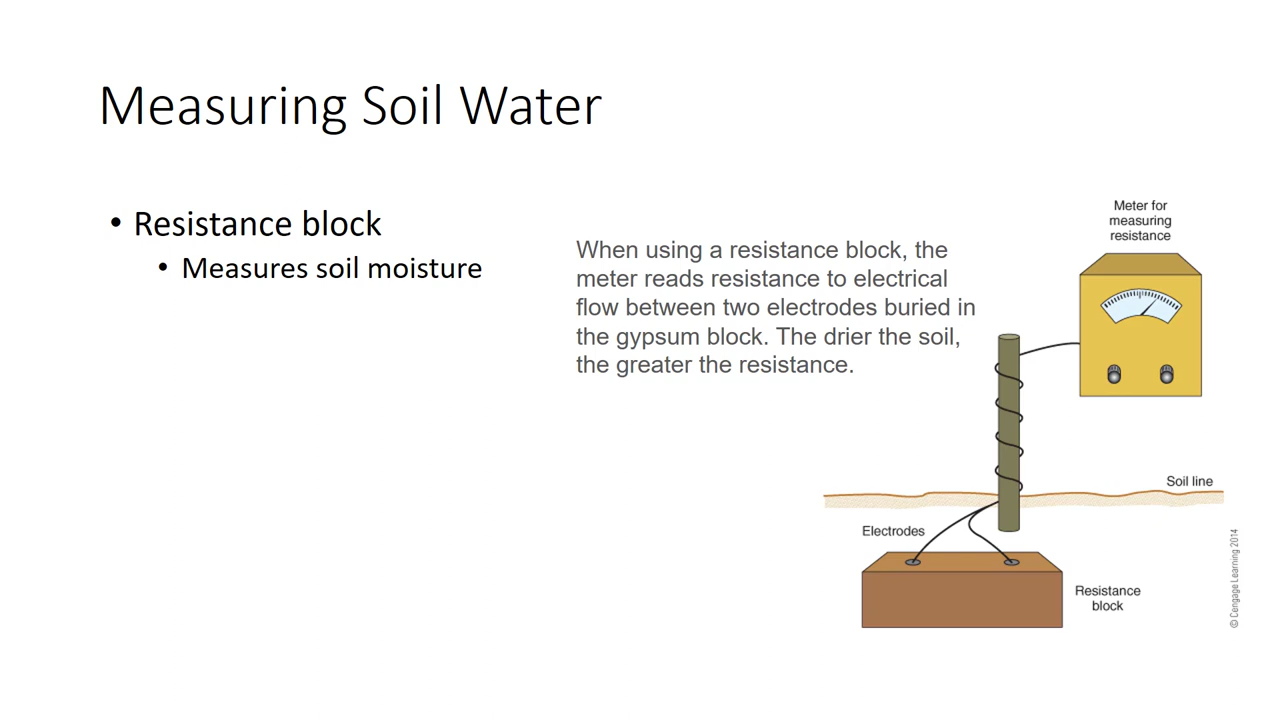 Measuring Soil Water
• Resistance block
• Measures soil moisture
When using a resistance block, the
meter reads resistance to electrical
flow between two electrodes buried in
the gypsum block. The drier the soil,
the greater the resistance.
Meter for
measuring
resistance
Soil line
Electrodes
Resistance
block
© Cengage Learning 2014